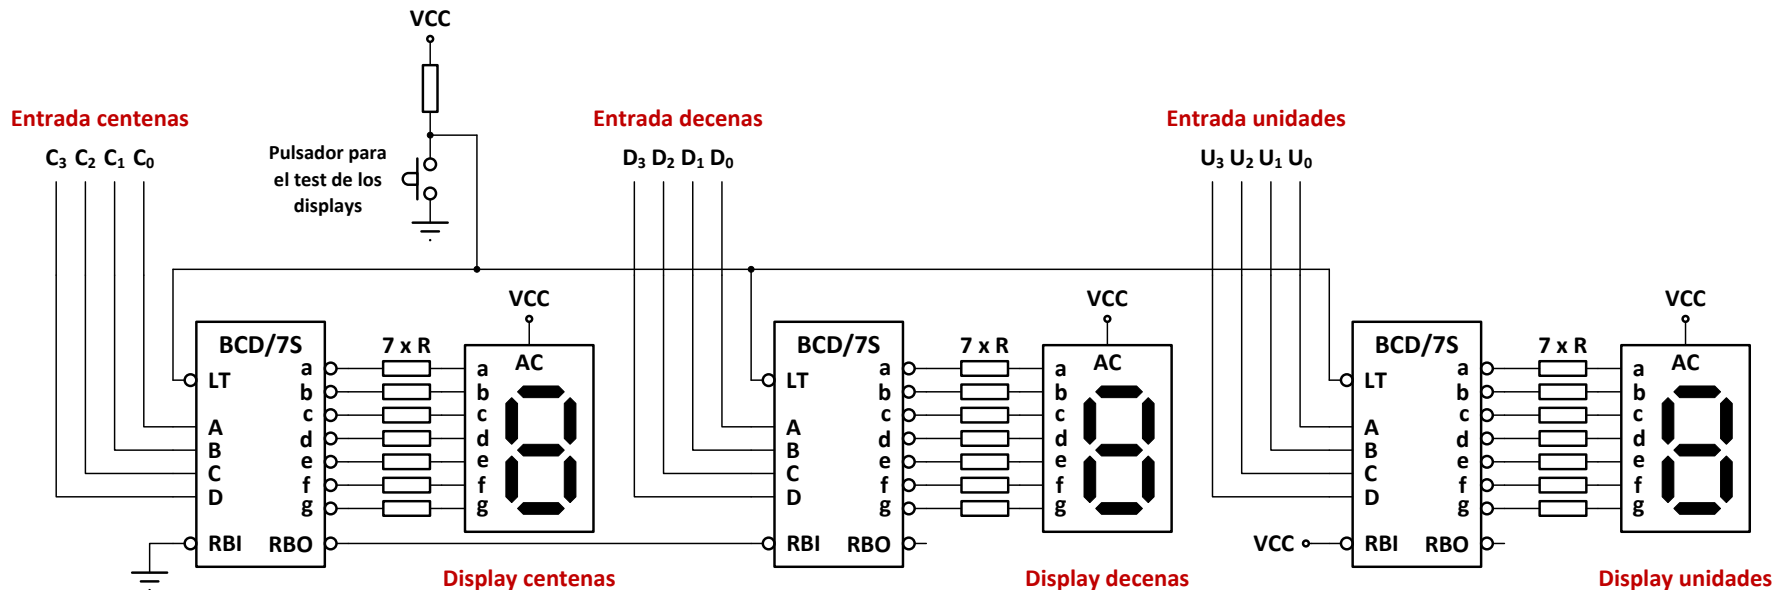 VCC
Entrada centenas
Entrada decenas
Entrada unidades
C3 C2 C1 C0
Pulsador para
el test de los
displays
D3 D2 D1 D0
U3 U2 U1 U0
BCD/7S
LT
A
B
C
D
RBI
a
b
c
d
e
f
g
RBO
7 x R
VCC
AC
a
b
c
d
e
f
g
Display centenas
BCD/7S
LT
A
B
C
D
RBI
a
b
c
d
e
f
g
RBO
7 x R
VCC
AC
a
b
c
d
e
f
g
Display decenas
VCC
BCD/7S
LT
A
B
C
D
RBI
a
b
c
d
e
f
g
RBO
7 x R
VCC
AC
a
b
c
d
e
f
g
Display unidades